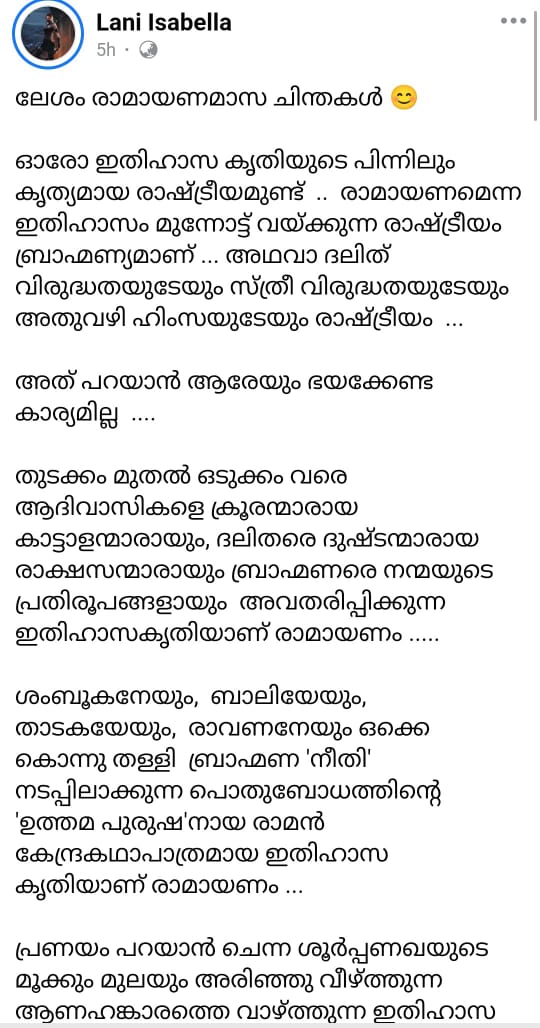 Lani Isabella
5h ·
ലേശം രാമായണമാസ ചിന്തകൾ 😊
ഓരോ ഇതിഹാസ കൃതിയുടെ പിന്നിലും
കൃത്യമായ രാഷ്ട്രീയമുണ്ട് .. രാമായണമെന്ന
ഇതിഹാസം മുന്നോട്ട് വയ്ക്കുന്ന രാഷ്ട്രീയം
ബ്രാഹ്മണ്യമാണ് ... അഥവാ ദലിത്
വിരുദ്ധതയുടേയും സ്ത്രീ വിരുദ്ധതയുടേയും
അതുവഴി ഹിംസയുടേയും രാഷ്ട്രീയം ...
അത് പറയാൻ ആരേയും ഭയക്കേണ്ട
കാര്യമില്ല ....
തുടക്കം മുതൽ ഒടുക്കം വരെ
ആദിവാസികളെ ക്രൂരന്മാരായ
കാട്ടാളന്മാരായും, ദലിതരെ ദുഷ്ടന്മാരായ
രാക്ഷസന്മാരായും ബ്രാഹ്മണരെ നന്മയുടെ
പ്രതിരൂപങ്ങളായും അവതരിപ്പിക്കുന്ന
ഇതിഹാസകൃതിയാണ് രാമായണം .....
ശംബൂകനേയും, ബാലിയേയും,
താടകയേയും, രാവണനേയും ഒക്കെ
കൊന്നു തള്ളി ബ്രാഹ്മണ 'നീതി'
നടപ്പിലാക്കുന്ന പൊതുബോധത്തിന്റെ
'ഉത്തമ പുരുഷ'നായ രാമൻ
കേന്ദ്രകഥാപാത്രമായ ഇതിഹാസ
കൃതിയാണ് രാമായണം ...
പ്രണയം പറയാൻ ചെന്ന ശൂർപ്പണഖയുടെ
മൂക്കും മുലയും അരിഞ്ഞു വീഴ്ത്തുന്ന
ആണഹങ്കാരത്തെ വാഴ്ത്തുന്ന ഇതിഹാസ